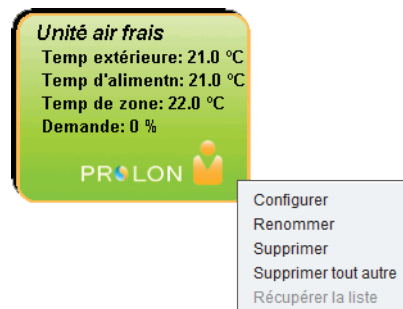 Unité air frais
Temp extérieure: 21.0 °C
Temp d'alimentn: 21.0 °C
Temp de zone: 22.0 °C
Demande: 0 %
PROLON
Configurer
Renommer
Supprimer
Supprimer tout autre
Récupérer la liste